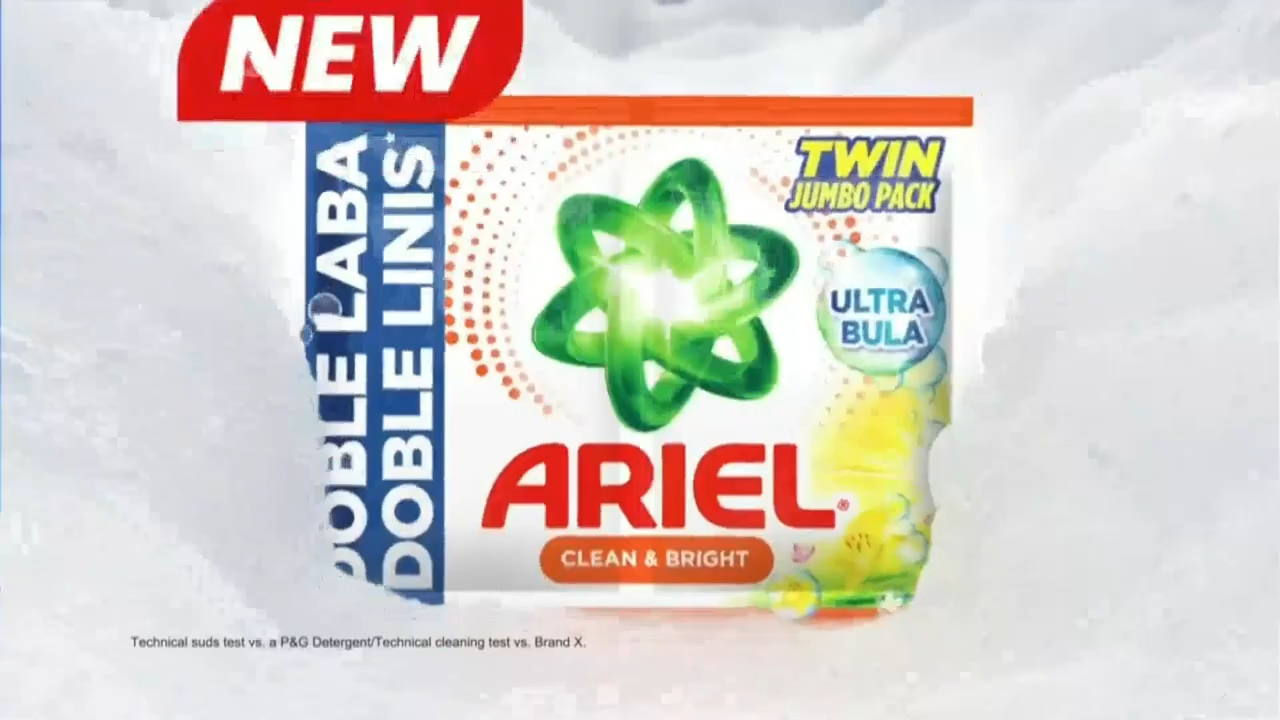 NEW
DOBLE LABA
DOBLE LINIS*
TWIN
JUMBO PACK
ULTRA
BULA
ARIEL®
CLEAN & BRIGHT
Technical suds test vs. a P&G Detergent/Technical cleaning test vs. Brand X.